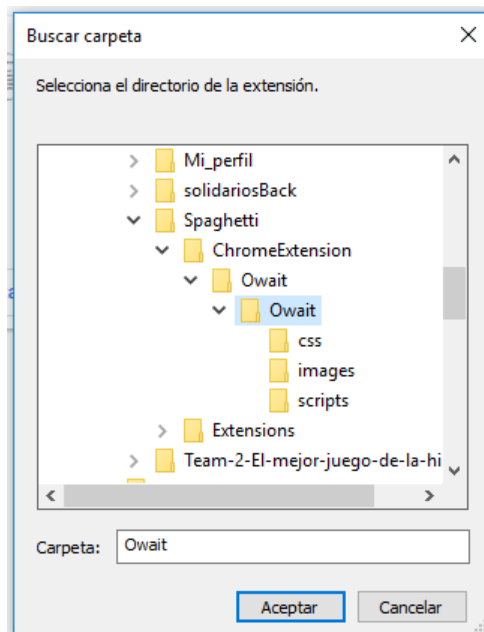 Buscar carpeta
Selecciona el directorio de la extensión.
Mi_perfil
solidariosBack
Spaghetti
ChromeExtension
Owait
Owait
css
images
scripts
Extensions
Team-2-El-mejor-juego-de-la-hi
Carpeta: Owait
Aceptar Cancelar